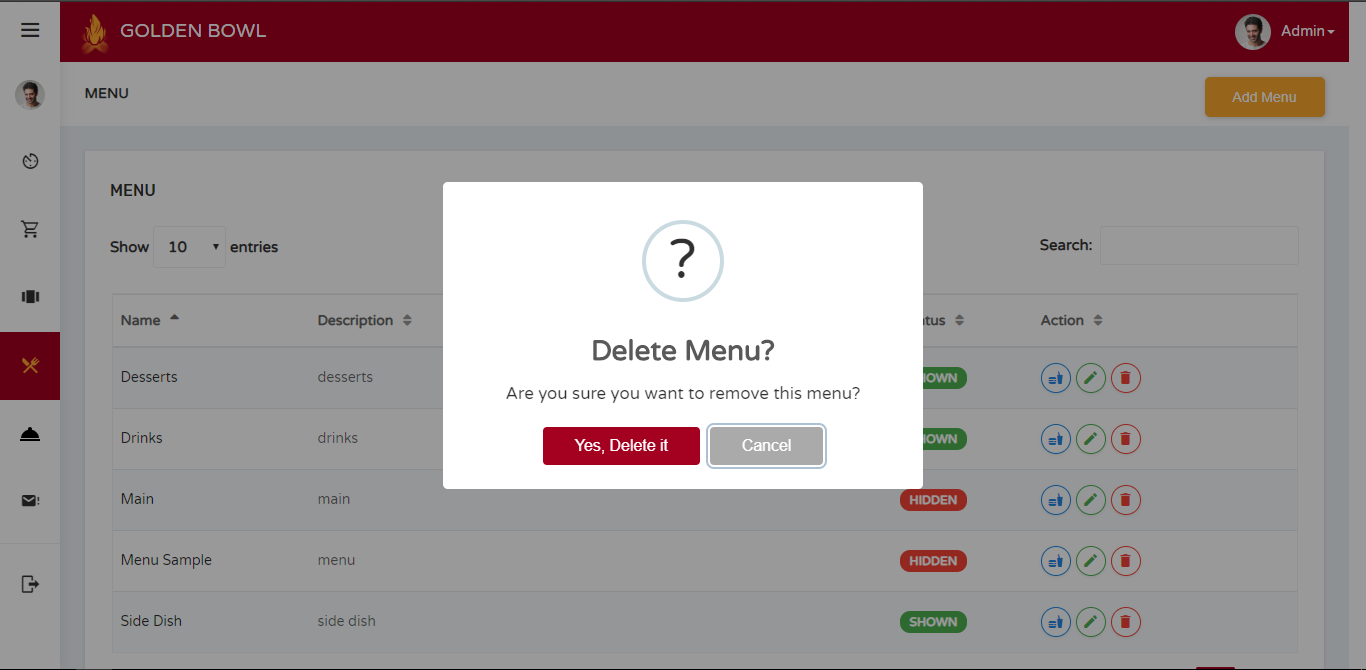 GOLDEN BOWL
Admin
MENU
Add Menu
MENU
Show 10 entries
Search:
?
Delete Menu?
Are you sure you want to remove this menu?
Yes, Delete it
Cancel
Name Description Action
Desserts desserts
Drinks drinks
Main main HIDDEN
Menu Sample menu HIDDEN
Side Dish side dish SHOWN